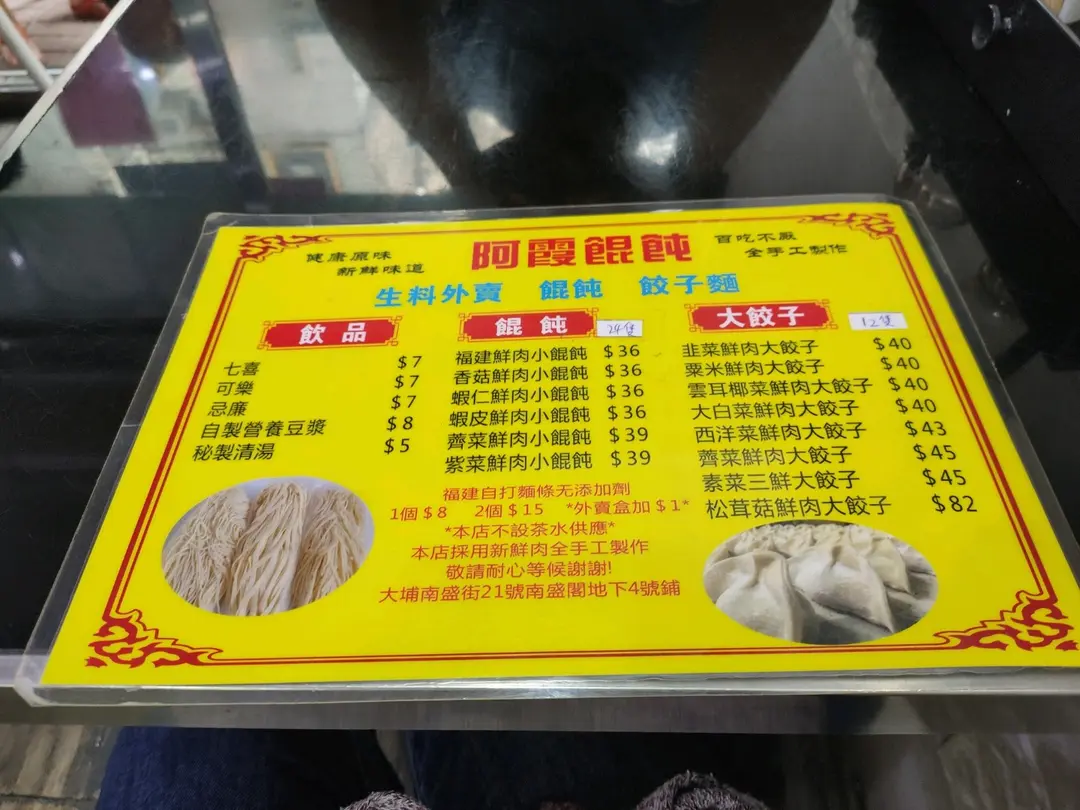 健康原味
新鮮味道
阿霞餛飩
百吃不厭
全手工製作
生料外賣 餛飩 餃子麵
飲品
七喜 $7
可樂 $7
忌廉 $7
自製營養豆漿 $8
秘製清湯 $5
餛飩 24隻
福建鮮肉小餛飩 $36
香菇鮮肉小餛飩 $36
蝦仁鮮肉小餛飩 $36
蝦皮鮮肉小餛飩 $36
薺菜鮮肉小餛飩 $39
紫菜鮮肉小餛飩 $39
大餃子 12隻
韭菜鮮肉大餃子 $40
粟米鮮肉大餃子 $40
雲耳椰菜鮮肉大餃子 $40
大白菜鮮肉大餃子 $40
西洋菜鮮肉大餃子 $43
薺菜鮮肉大餃子 $45
素菜三鮮大餃子 $45
松茸菇鮮肉大餃子 $82
福建自打麵條无添加劑
1個$8 2個$15 *外賣盒加$1*
*本店不設茶水供應*
本店採用新鮮肉全手工製作
敬請耐心等候謝謝!
大埔南盛街21號南盛閣地下4號鋪